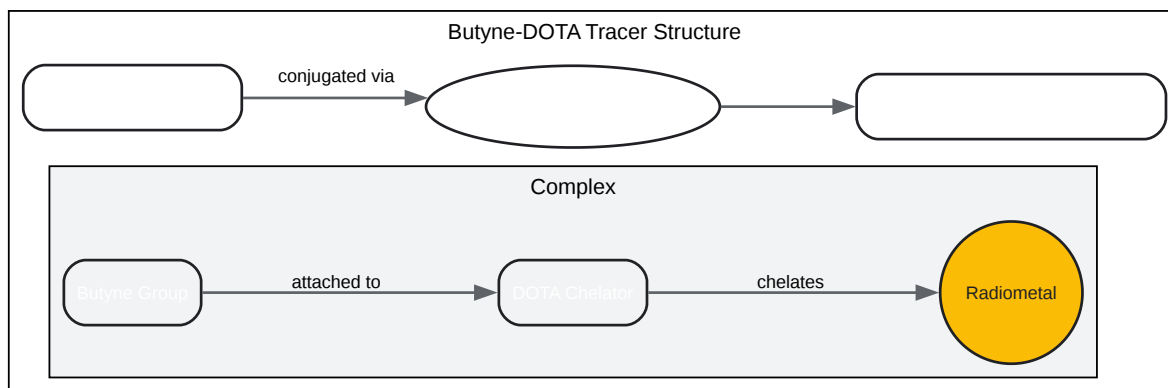 Butyne-DOTA Tracer Structure
conjugated via
Complex
Butyne Group
attached to
DOTA Chelator
chelates
Radiometal